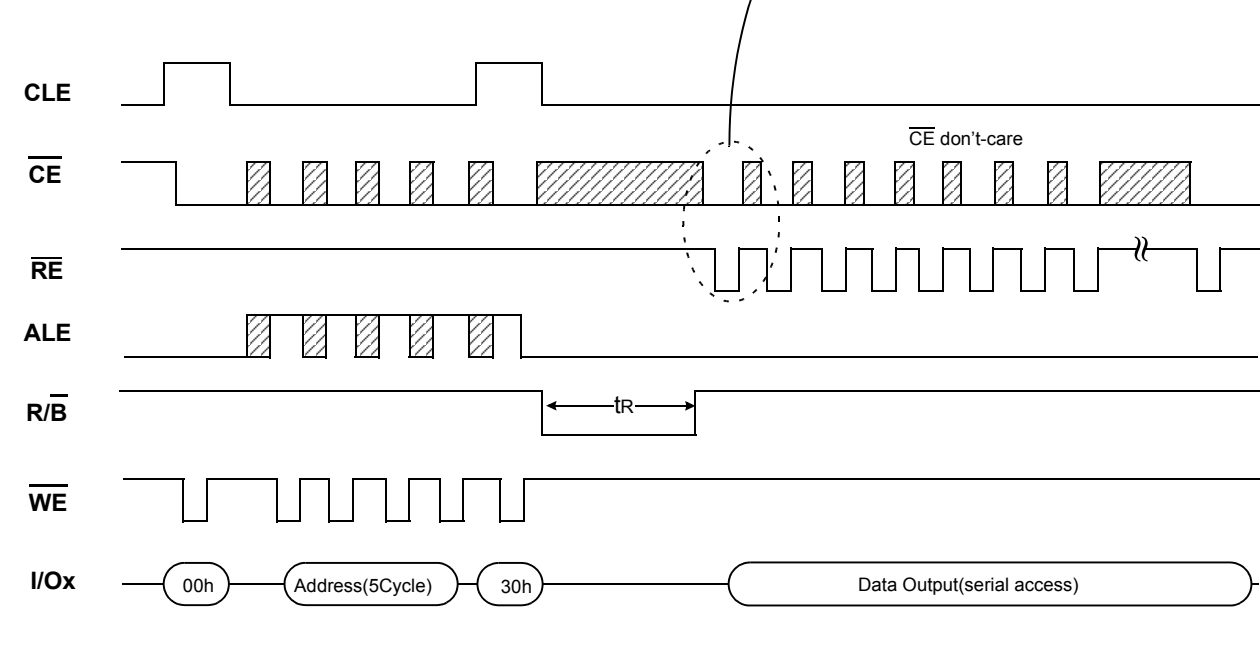 CLE
CE don't-care
CE
RE
ALE
R/B
tR
WE
I/Ox
00h
Address(5Cycle)
30h
Data Output(serial access)